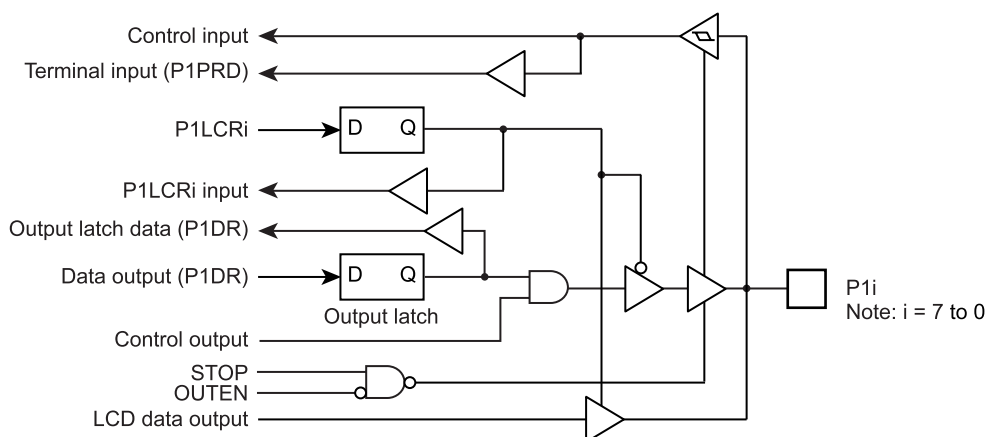 Control input
Terminal input (P1PRD)
P1LCRi
D Q
P1LCRi input
Output latch data (P1DR)
Data output (P1DR)
D Q
Output latch
P1i
Note: i = 7 to 0
Control output
STOP
OUTEN
LCD data output